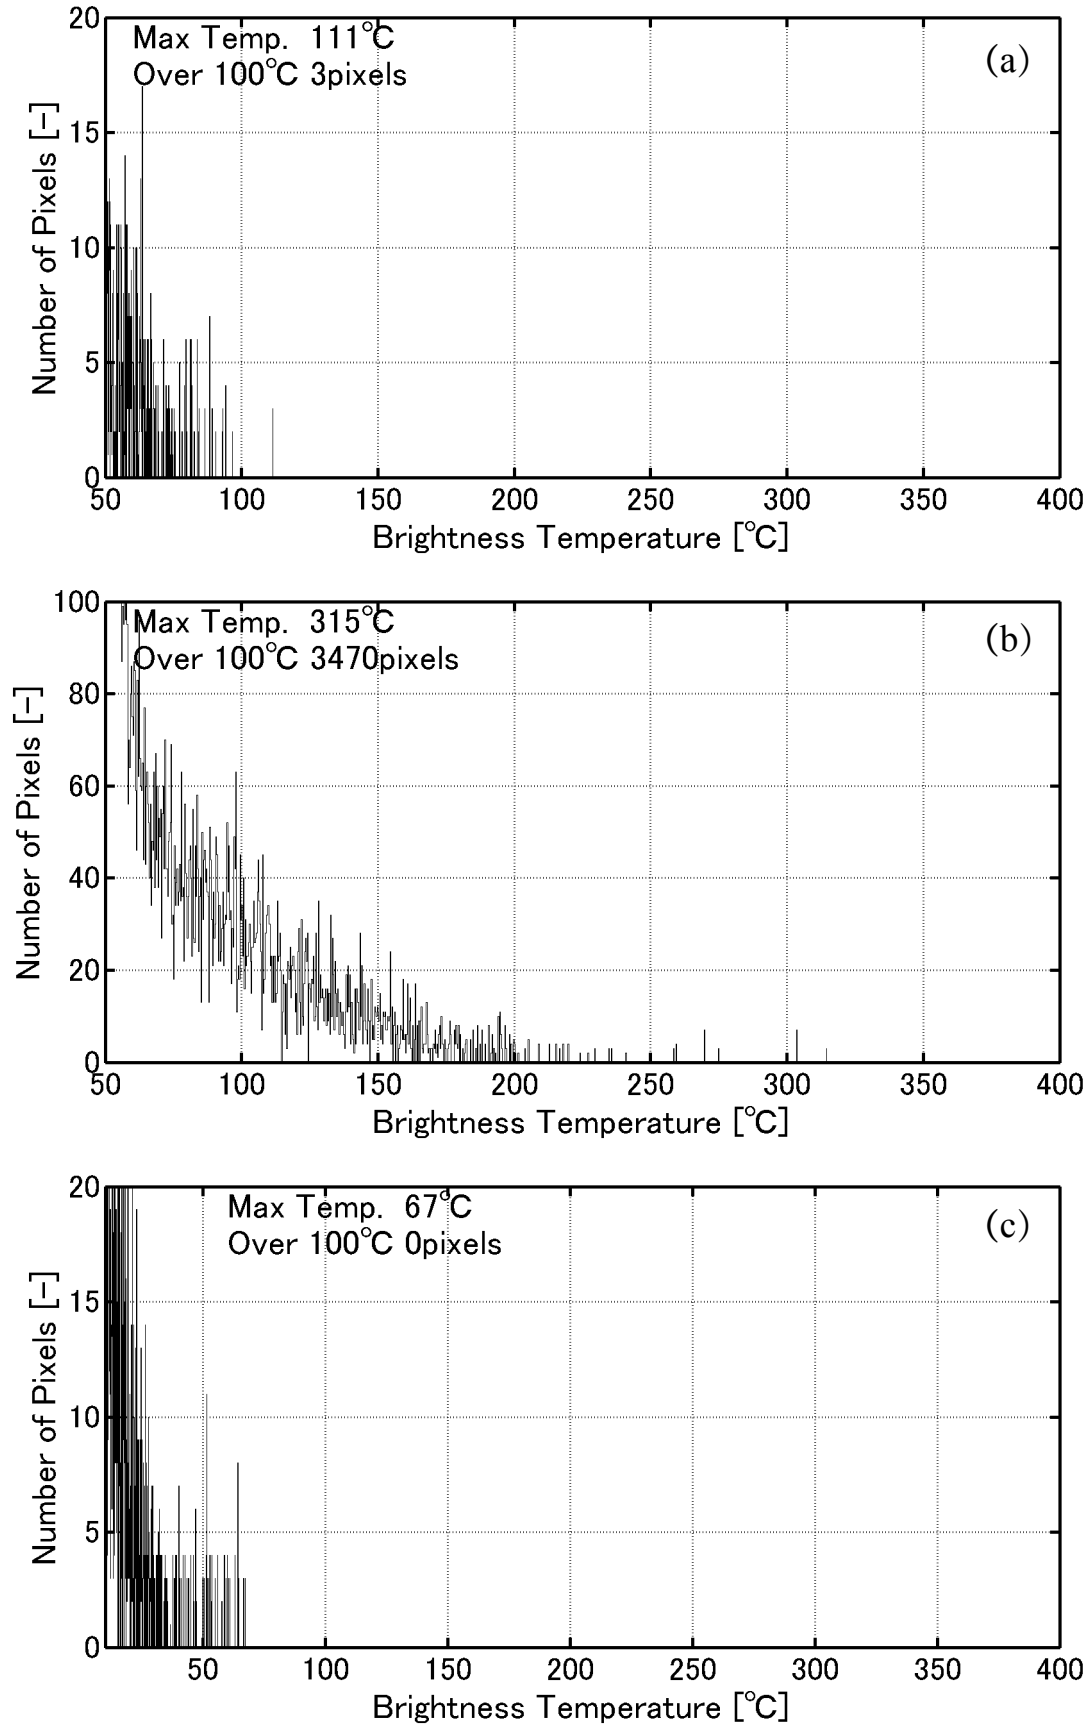 20
Max Temp. 111℃
Over 100℃ 3pixels
(a)
15
10
5
0
Number of Pixels [-]
50 100 150 200 250 300 350 400
Brightness Temperature [℃]
100
Max Temp. 315℃
Over 100℃ 3470pixels
(b)
80
60
40
20
0
Number of Pixels [-]
50 100 150 200 250 300 350 400
Brightness Temperature [℃]
20
Max Temp. 67℃
Over 100℃ 0pixels
(c)
15
10
5
0
Number of Pixels [-]
50 100 150 200 250 300 350 400
Brightness Temperature [℃]